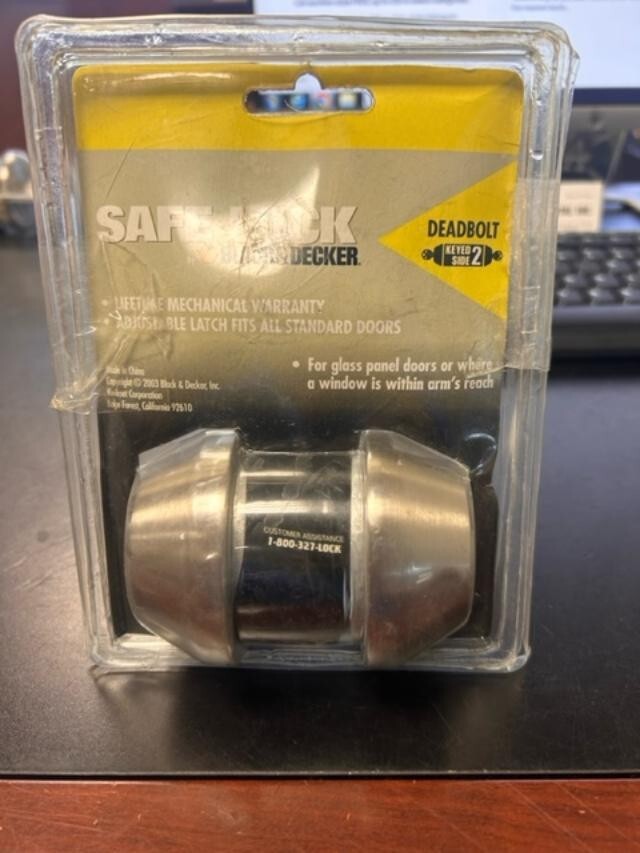 SAFE LOCK
BY BLACK & DECKER
DEADBOLT
KEYED 2
SIDE
• LIFETIME MECHANICAL WARRANTY
• ADJUSTABLE LATCH FITS ALL STANDARD DOORS
• For glass panel doors or where
a window is within arm's reach
Made in China
Copyright © 2003 Black & Decker, Inc.
Kwikset Corporation
Lake Forest, California 92610
CUSTOMER ASSISTANCE
1-800-327-LOCK